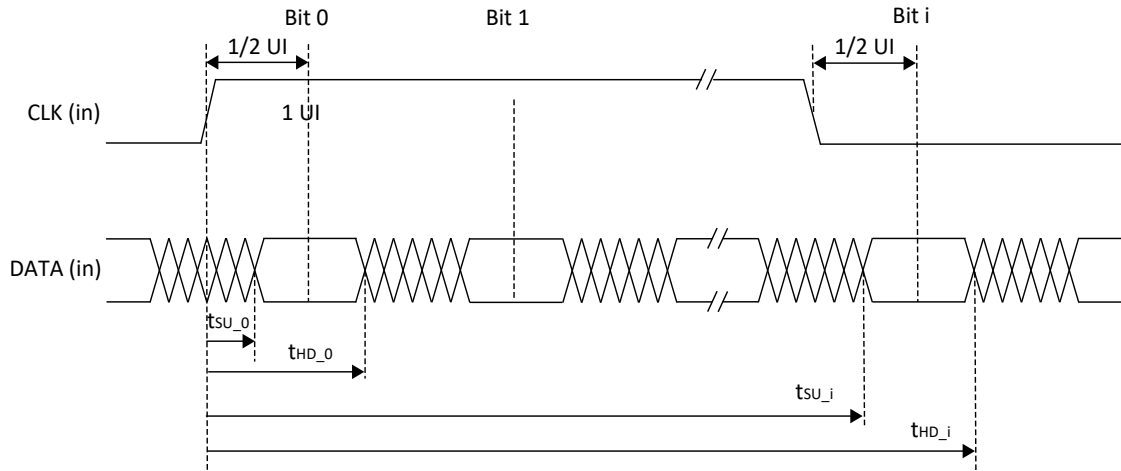 Bit 0 Bit 1 Bit i
1/2 UI 1/2 UI
CLK (in) 1 UI
DATA (in)
tSU_0
tHD_0
tSU_i
tHD_i